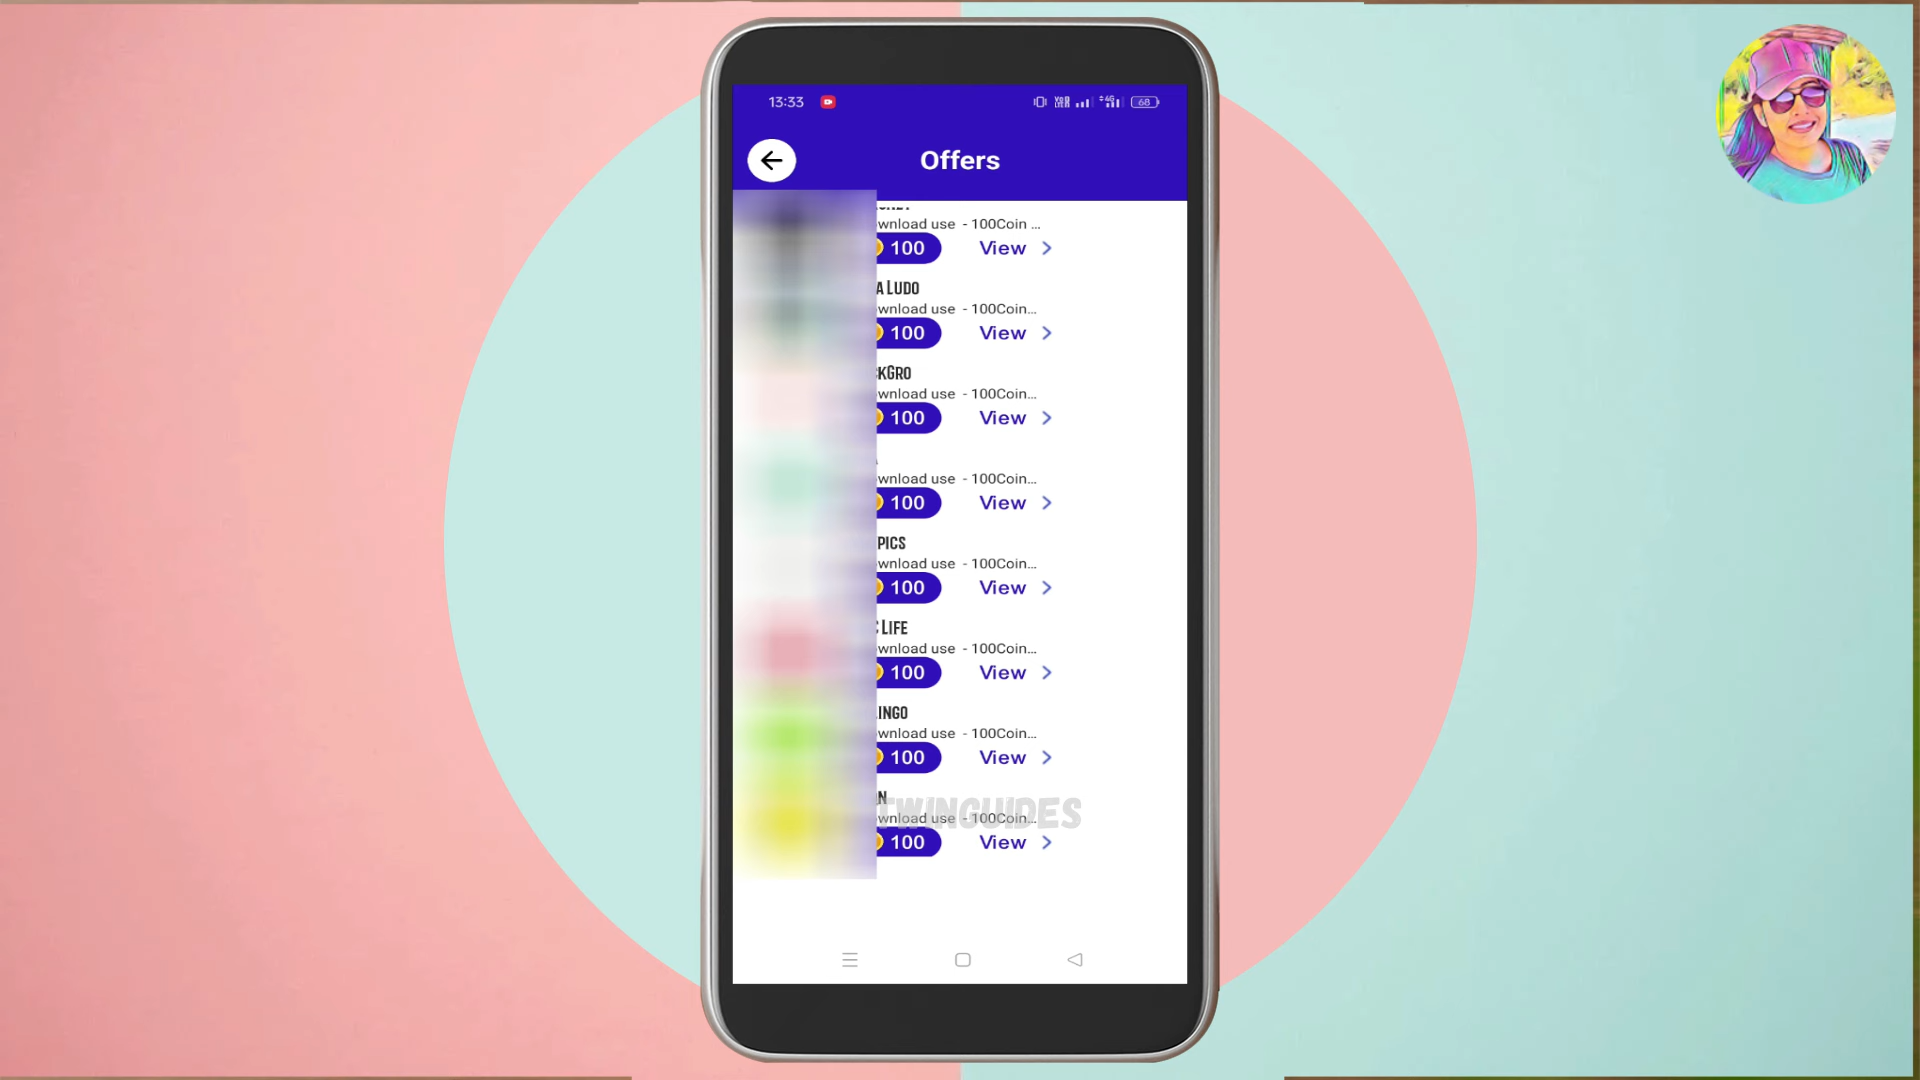 13:33
68
Offers
wnload use - 100Coin ...
100 View
A LUDO
wnload use - 100Coin...
100 View
KGRO
wnload use - 100Coin...
100 View
wnload use - 100Coin...
100 View
PICS
wnload use - 100Coin...
100 View
LIFE
wnload use - 100Coin...
100 View
INGO
wnload use - 100Coin...
100 View
N
TWINGUIDES
wnload use - 100Coin...
100 View